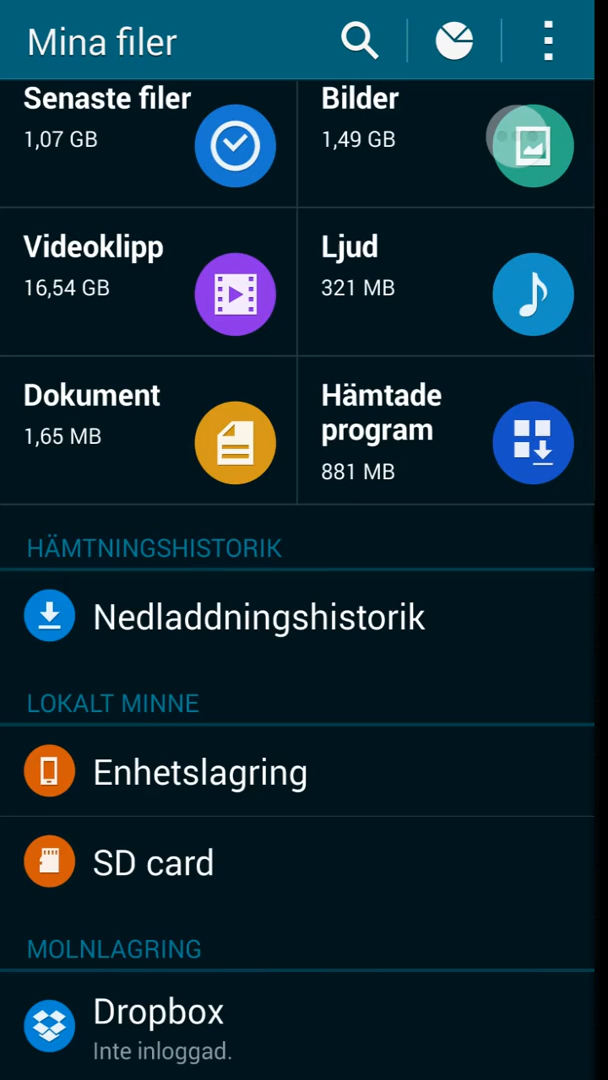 Mina filer
Senaste filer
1,07 GB
Bilder
1,49 GB
Videoklipp
16,54 GB
Ljud
321 MB
Dokument
1,65 MB
Hämtade
program
881 MB
HÄMTNINGSHISTORIK
Nedladdningshistorik
LOKALT MINNE
Enhetslagring
SD card
MOLNLAGRING
Dropbox
Inte inloggad.